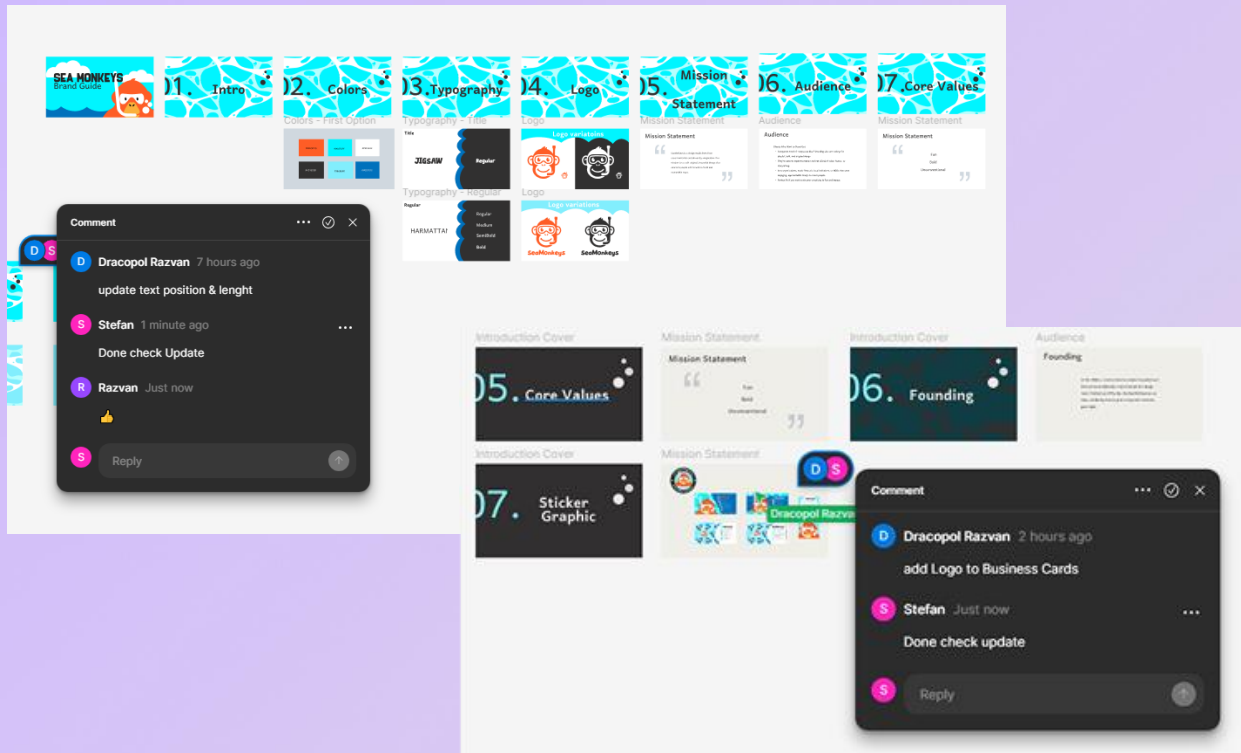 SEA MONKEYS
Brand Guide
01. Intro
02. Colors
03. Typography
04. Logo
05. Mission
Statement
06. Audience
07. Core Values
Colors - First Option
Typography - Title
Logo
Mission Statement
Audience
Mission Statement
Title
JIGSAW
Regular
Logo variatoins
Mission Statement
Audience
Mission Statement
Fun
Bold
Unconventional
Typography - Regular
Logo
Regular
HARMATTAN
Regular
Medium
SemiBold
Bold
Logo variations
SeaMonkeys
SeaMonkeys
Comment
D
S
D
Dracopol Razvan 7 hours ago
update text position & lenght
S
Stefan 1 minute ago
Done check Update
R
Razvan Just now
👍
S
Reply
Introduction Cover
Mission Statement
Introduction Cover
Audience
05. Core Values
Mission Statement
Fun
Bold
Unconventional
06. Founding
Founding
Introduction Cover
Mission Statement
07. Sticker
Graphic
D
S
Dracopol Razva
Comment
D
Dracopol Razvan 2 hours ago
add Logo to Business Cards
S
Stefan Just now
Done check update
S
Reply